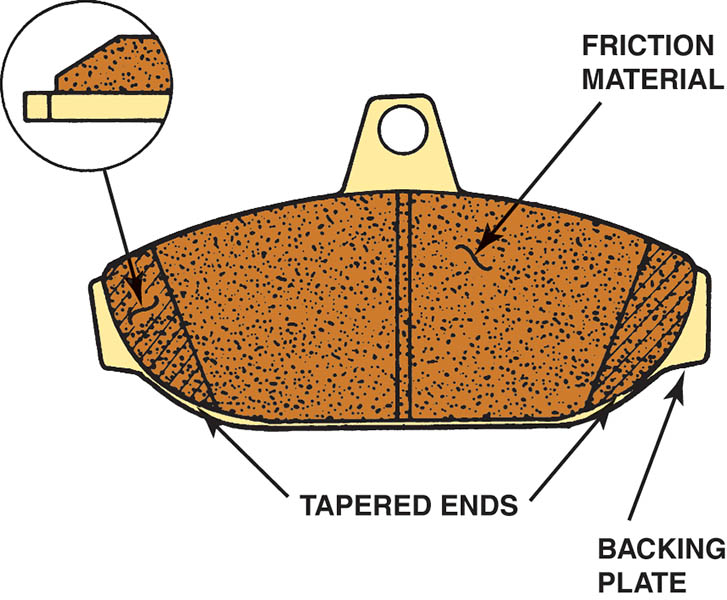 FRICTION
MATERIAL
TAPERED ENDS
BACKING
PLATE